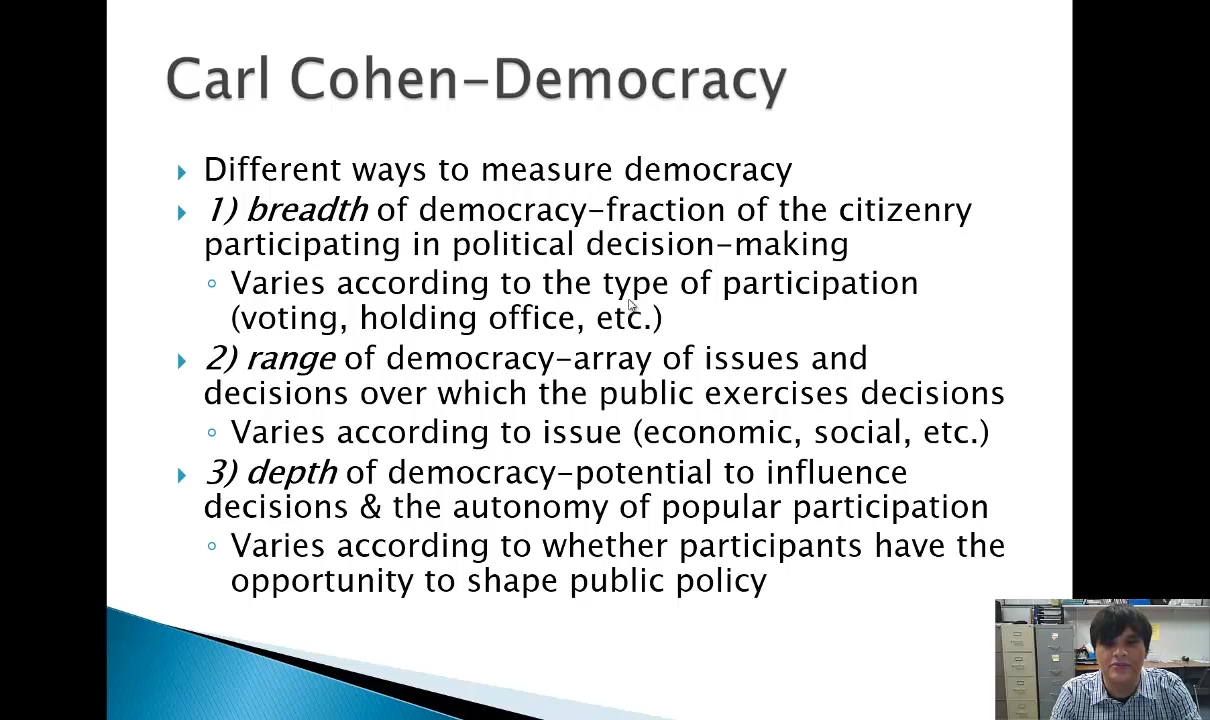 Carl Cohen-Democracy
Different ways to measure democracy
1) breadth of democracy-fraction of the citizenry
participating in political decision-making
Varies according to the type of participation
(voting, holding office, etc.)
2) range of democracy-array of issues and
decisions over which the public exercises decisions
Varies according to issue (economic, social, etc.)
3) depth of democracy-potential to influence
decisions & the autonomy of popular participation
Varies according to whether participants have the
opportunity to shape public policy